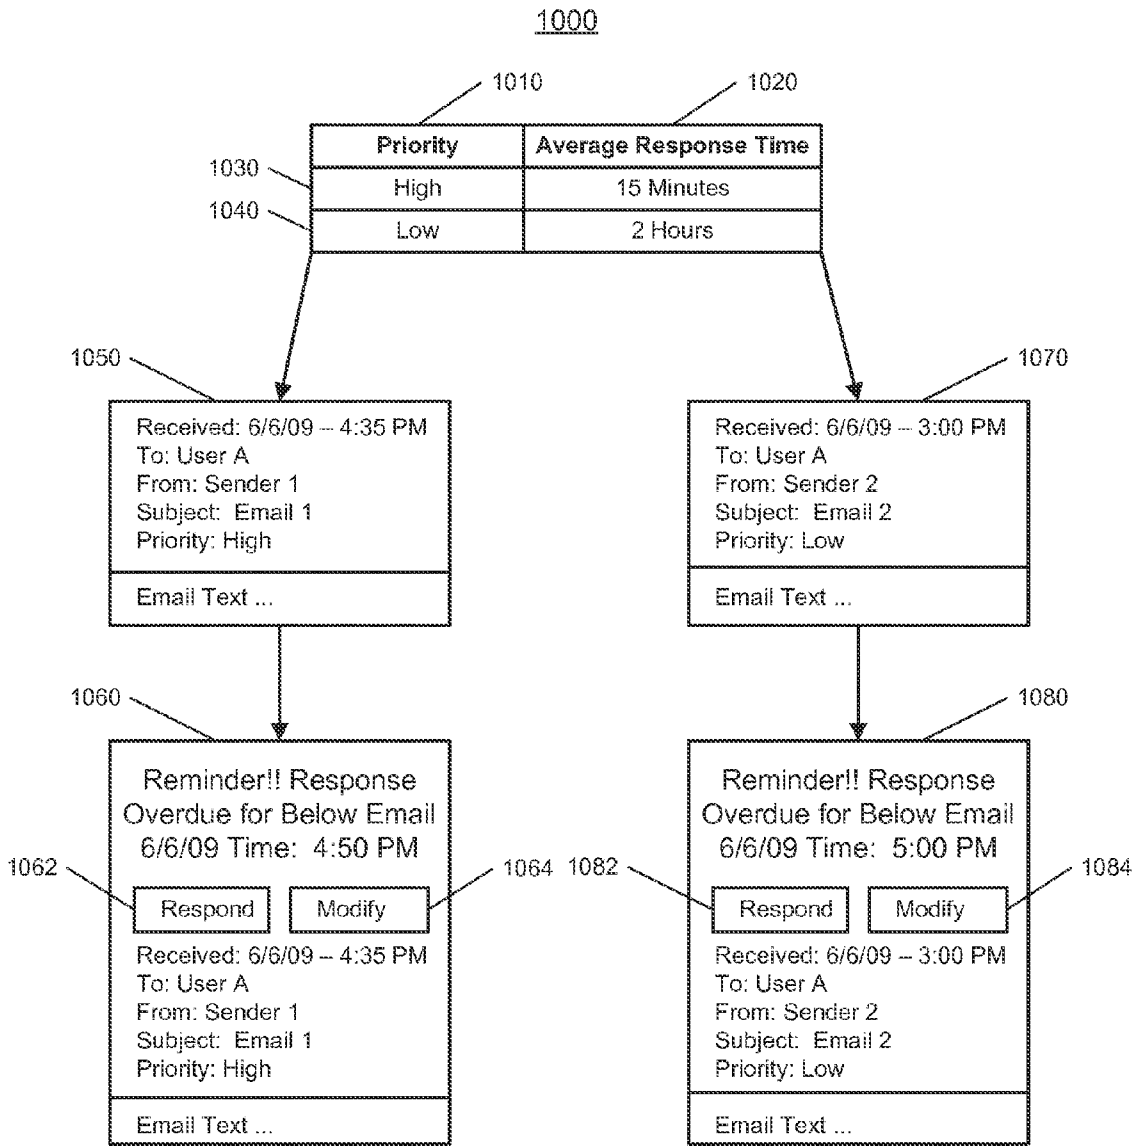 1000
1010
1020
Priority
Average Response Time
1030
High
15 Minutes
1040
Low
2 Hours
1050
Received: 6/6/09 – 4:35 PM
To: User A
From: Sender 1
Subject: Email 1
Priority: High
Email Text ...
1070
Received: 6/6/09 – 3:00 PM
To: User A
From: Sender 2
Subject: Email 2
Priority: Low
Email Text ...
1060
Reminder!! Response
Overdue for Below Email
6/6/09 Time: 4:50 PM
1062
Respond
Modify
1064
Received: 6/6/09 – 4:35 PM
To: User A
From: Sender 1
Subject: Email 1
Priority: High
Email Text ...
1080
Reminder!! Response
Overdue for Below Email
6/6/09 Time: 5:00 PM
1082
Respond
Modify
1084
Received: 6/6/09 – 3:00 PM
To: User A
From: Sender 2
Subject: Email 2
Priority: Low
Email Text ...